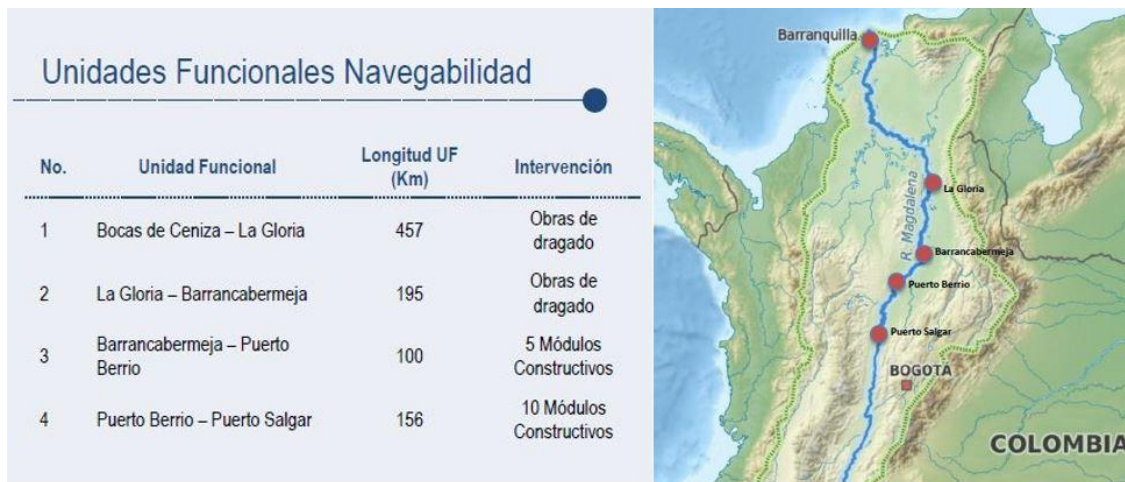 Unidades Funcionales Navegabilidad
No. Unidad Funcional Longitud UF (Km) Intervención
1 Bocas de Ceniza – La Gloria 457 Obras de dragado
2 La Gloria – Barrancabermeja 195 Obras de dragado
3 Barrancabermeja – Puerto Berrio 100 5 Módulos Constructivos
4 Puerto Berrio – Puerto Salgar 156 10 Módulos Constructivos
Barranquilla
La Gloria
R. Magdalena
Barrancabermeja
Puerto Berrio
Puerto Salgar
BOGOTÁ
COLOMBIA